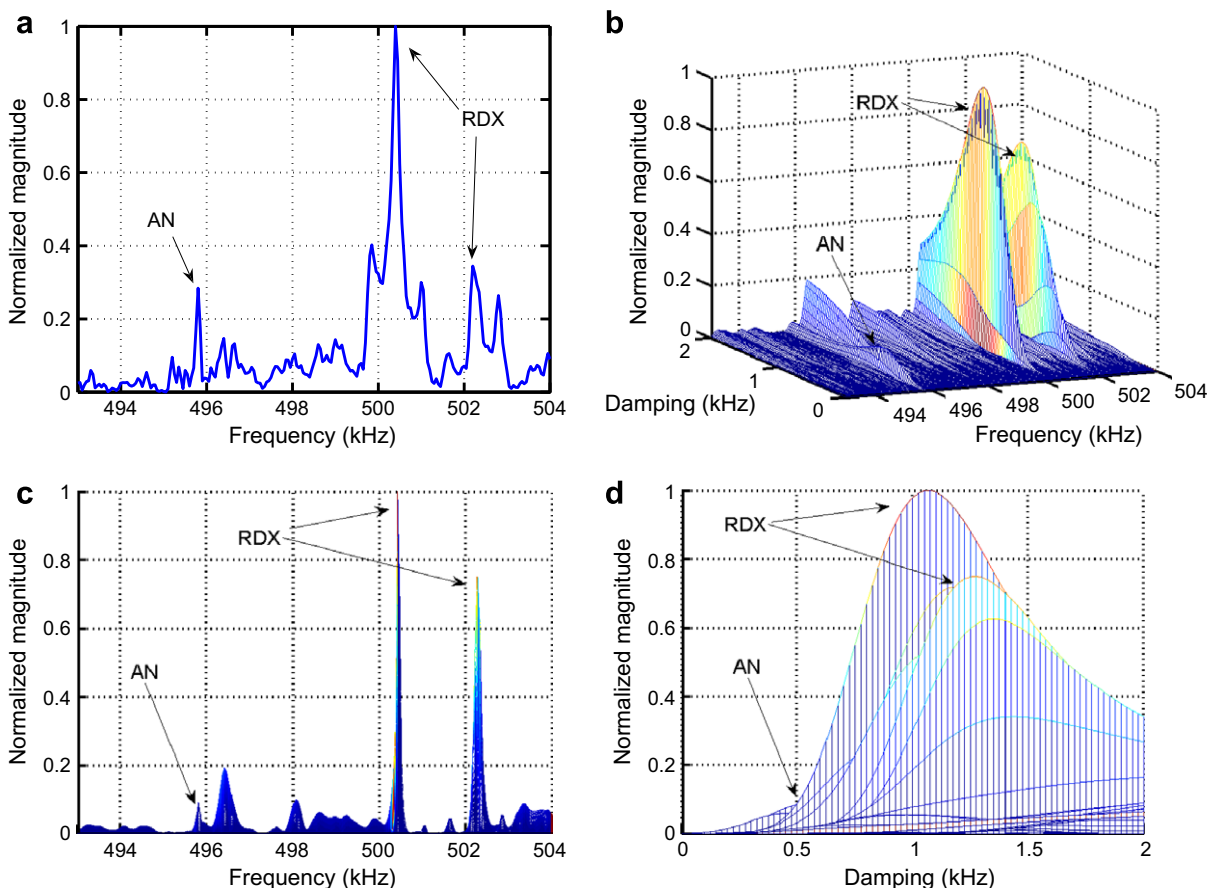 a
1
0.8
0.6
0.4
0.2
0
Normalized magnitude
494
496
498
500
502
504
Frequency (kHz)
AN
RDX
b
1
0.8
0.6
0.4
0.2
0
Normalized magnitude
2
1
0
Damping (kHz)
494
496
498
500
502
504
Frequency (kHz)
RDX
AN
c
1
0.8
0.6
0.4
0.2
0
Normalized magnitude
494
496
498
500
502
504
Frequency (kHz)
RDX
AN
d
1
0.8
0.6
0.4
0.2
0
Normalized magnitude
0
0.5
1
1.5
2
Damping (kHz)
RDX
AN